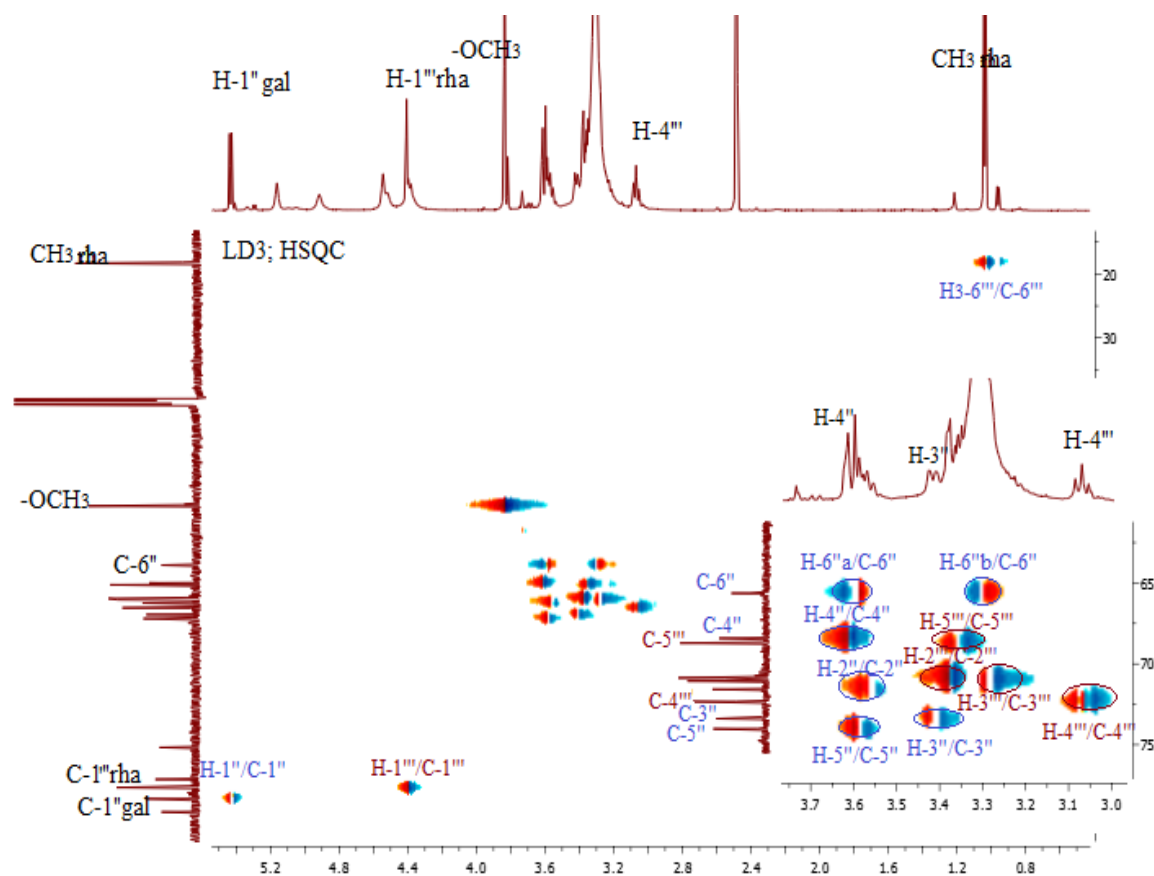 -OCH3
H-1'' gal
H-1'''rha
CH3 rha
H-4'''
CH3 rha
LD3; HSQC
H3-6'''/C-6'''
20
30
H-4''
H-3''
H-4'''
-OCH3
C-6''
H-6''a/C-6''
H-6''b/C-6''
65
C-6''
H-4''/C-4''
H-5'''/C-5'''
C-4''
C-5'''
H-2'''/C-2'''
H-2''/C-2''
70
C-4'''
H-3'''/C-3'''
C-3''
C-5''
H-5''/C-5''
H-3''/C-3''
H-4'''/C-4'''
75
C-1''rha
H-1''/C-1''
H-1'''/C-1'''
C-1''gal
3.7 3.6 3.5 3.4 3.3 3.2 3.1 3.0
5.2 4.8 4.4 4.0 3.6 3.2 2.8 2.4 2.0 1.6 1.2 0.8